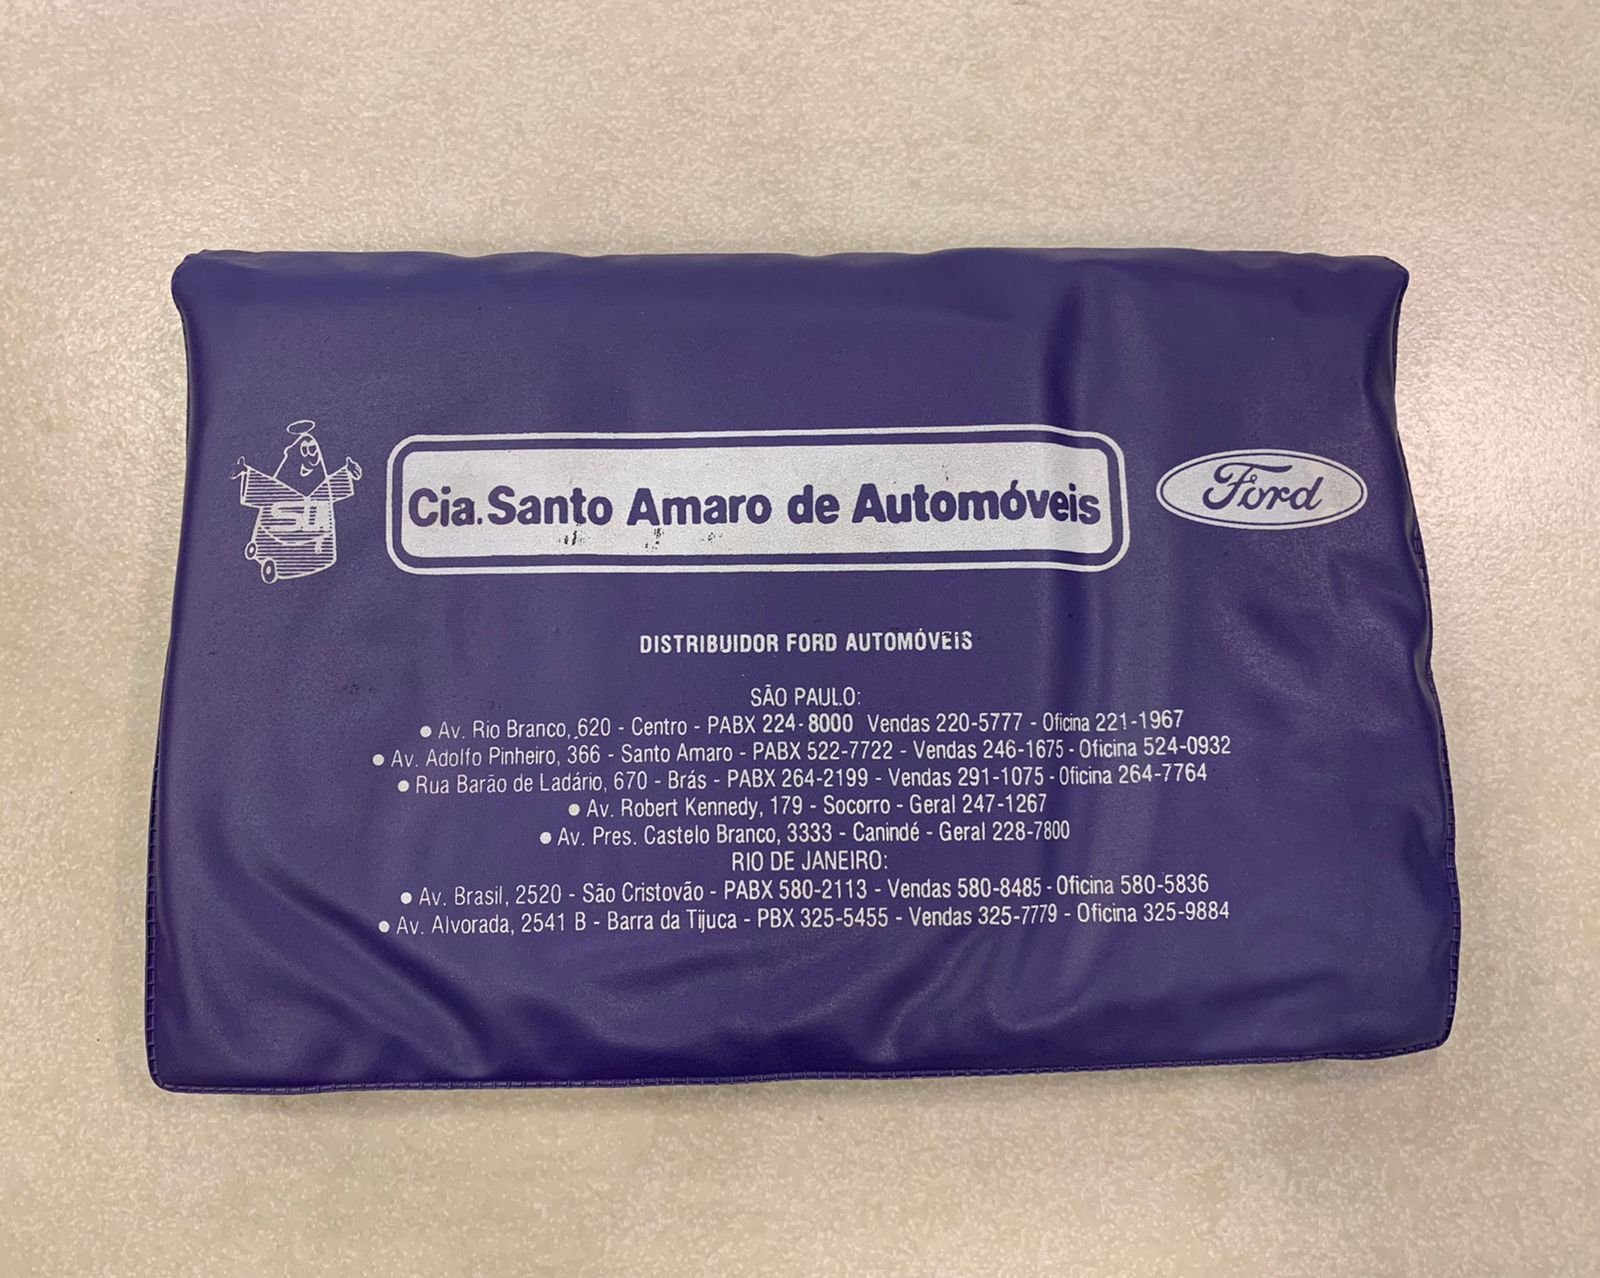 SA
Cia. Santo Amaro de Automóveis
Ford
DISTRIBUIDOR FORD AUTOMÓVEIS
SÃO PAULO:
● Av. Rio Branco, 620 - Centro - PABX 224-8000 Vendas 220-5777 - Oficina 221-1967
● Av. Adolfo Pinheiro, 366 - Santo Amaro - PABX 522-7722 - Vendas 246-1675 - Oficina 524-0932
● Rua Barão de Ladário, 670 - Brás - PABX 264-2199 - Vendas 291-1075 - Oficina 264-7764
● Av. Robert Kennedy, 179 - Socorro - Geral 247-1267
● Av. Pres. Castelo Branco, 3333 - Canindé - Geral 228-7800
RIO DE JANEIRO:
● Av. Brasil, 2520 - São Cristovão - PABX 580-2113 - Vendas 580-8485 - Oficina 580-5836
● Av. Alvorada, 2541 B - Barra da Tijuca - PBX 325-5455 - Vendas 325-7779 - Oficina 325-9884